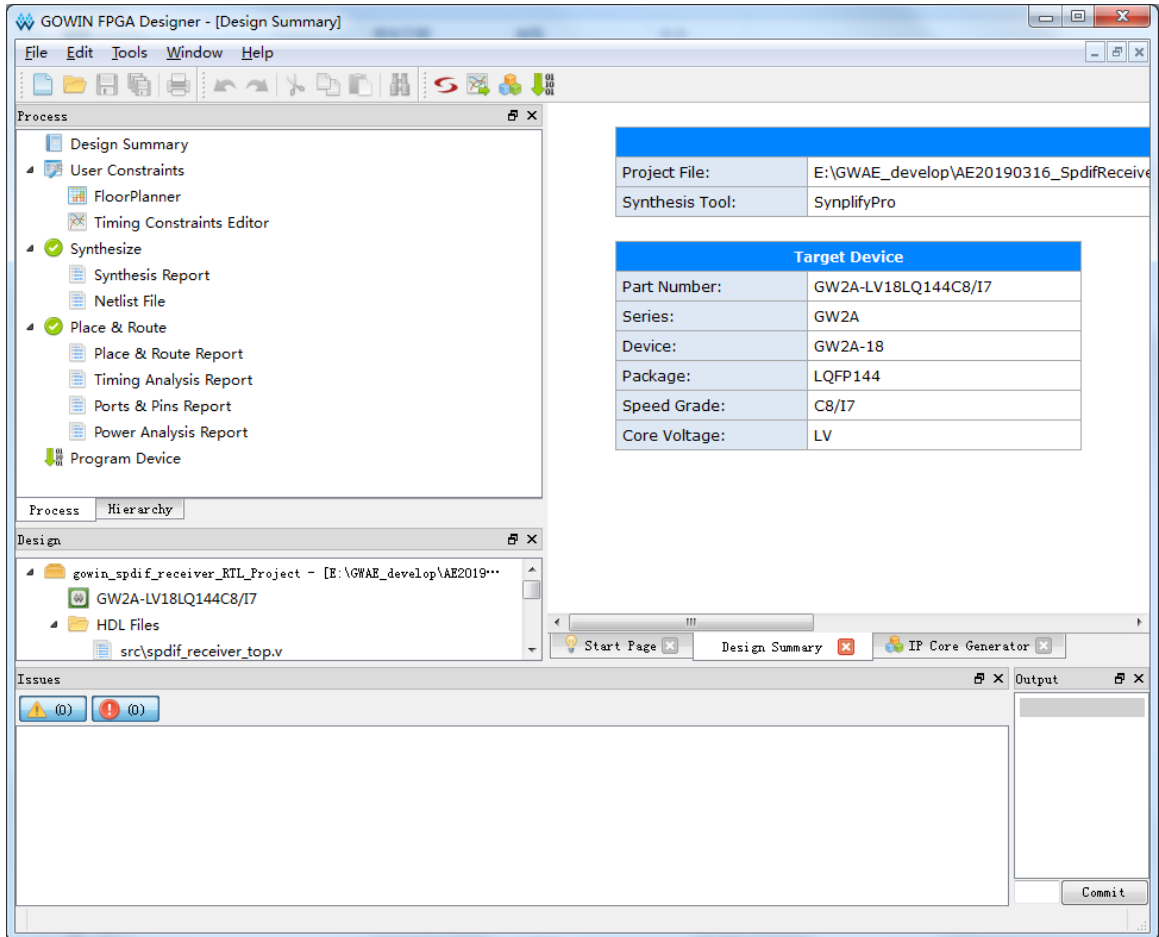 GOWIN FPGA Designer - [Design Summary]
File Edit Tools Window Help
Process
Design Summary
User Constraints
FloorPlanner
Timing Constraints Editor
Synthesize
Synthesis Report
Netlist File
Place & Route
Place & Route Report
Timing Analysis Report
Ports & Pins Report
Power Analysis Report
Program Device
Process Hierarchy
Design
gowin_spdif_receiver_RTL_Project - [E:\GWAE_develop\AE2019···
GW2A-LV18LQ144C8/I7
HDL Files
src\spdif_receiver_top.v
Project File: E:\GWAE_develop\AE20190316_SpdifReceive
Synthesis Tool: SynplifyPro
Target Device
Part Number: GW2A-LV18LQ144C8/I7
Series: GW2A
Device: GW2A-18
Package: LQFP144
Speed Grade: C8/I7
Core Voltage: LV
Start Page Design Summary IP Core Generator
Issues
(0) (0)
Output
Commit